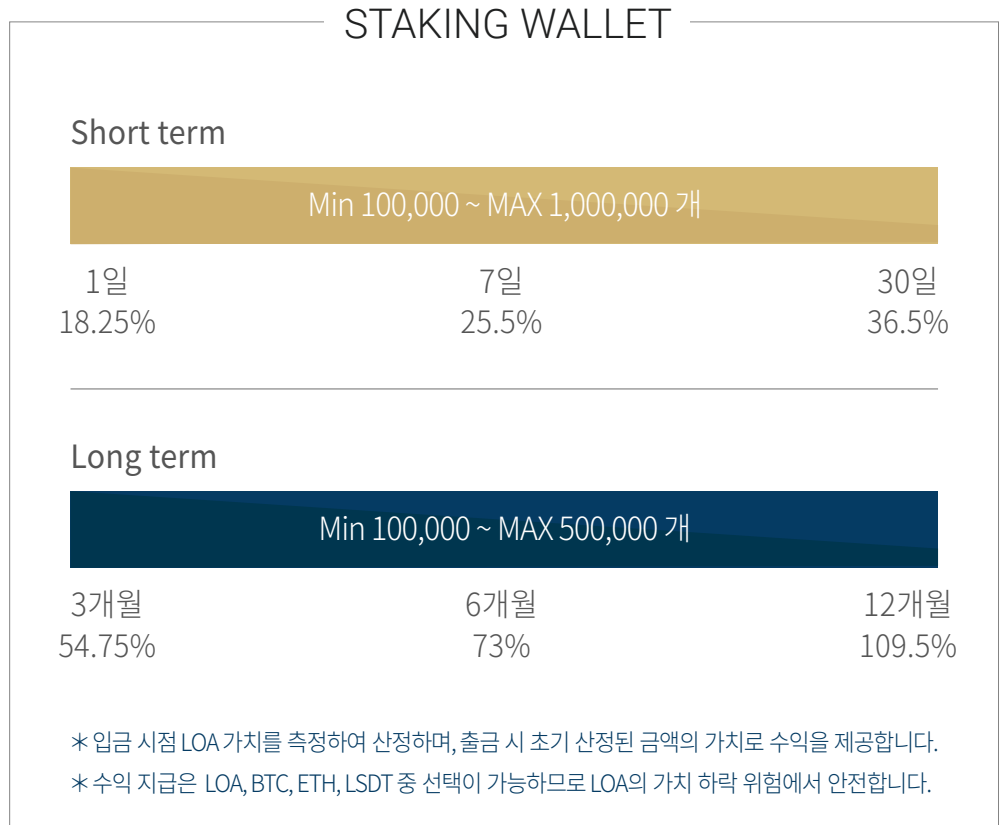 STAKING WALLET
Short term
Min 100,000 ~ MAX 1,000,000 개
1일 7일 30일
18.25% 25.5% 36.5%
Long term
Min 100,000 ~ MAX 500,000 개
3개월 6개월 12개월
54.75% 73% 109.5%
* 입금 시점 LOA 가치를 측정하여 산정하며, 출금 시 초기 산정된 금액의 가치로 수익을 제공합니다.
* 수익 지급은 LOA, BTC, ETH, LSDT 중 선택이 가능하므로 LOA의 가치 하락 위험에서 안전합니다.